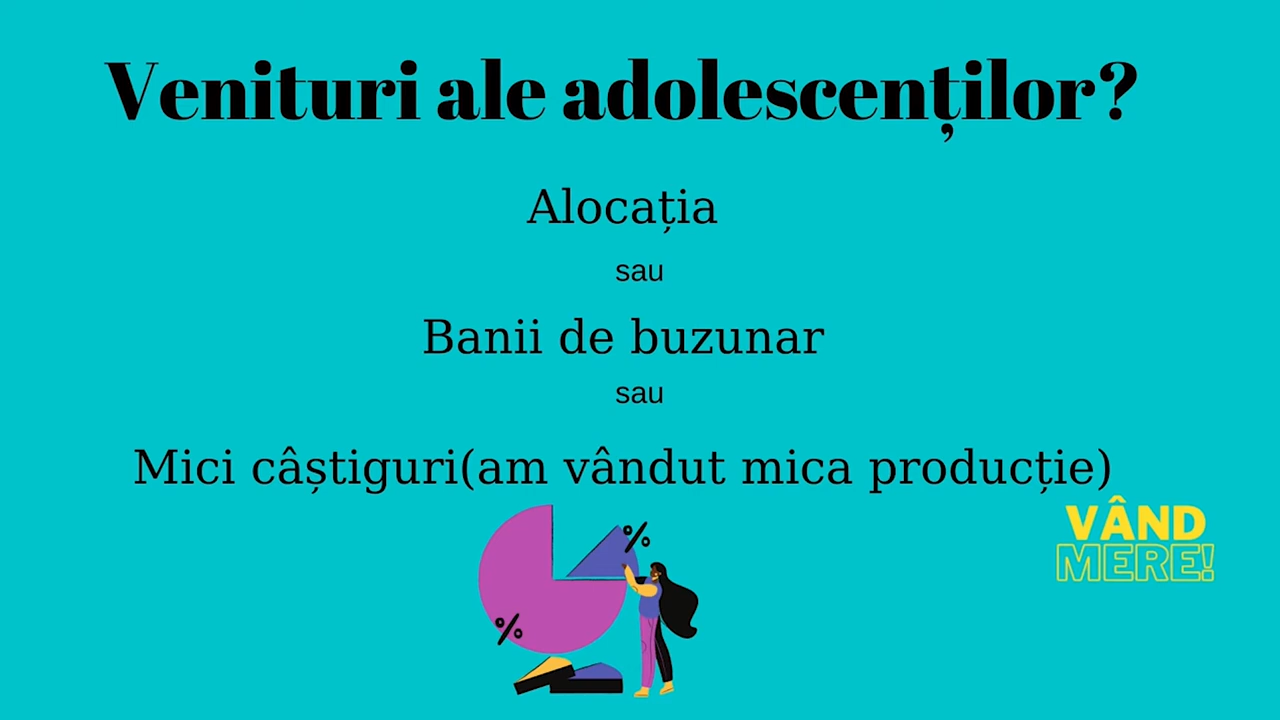 Venituri ale adolescenților?
Alocația
sau
Banii de buzunar
sau
Mici câștiguri(am vândut mica producție)
VÂND
MERE!
%
%